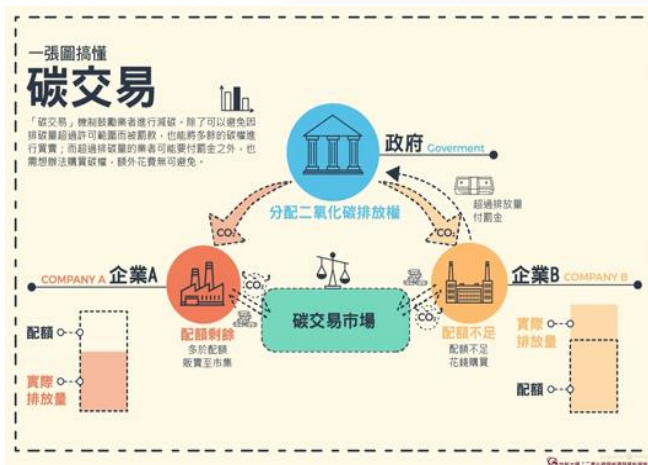 一張圖搞懂
碳交易
「碳交易」機制鼓勵業者進行減碳，除了可以避免因
排碳量超過許可範圍而被罰款，也能將多餘的碳權進
行買賣；而超過排碳量的業者可能要付罰金之外，也
需想辦法購買碳權，額外花費無可避免。
政府 Goverment
分配二氧化碳排放權
超過排放量
付罰金
CO₂
CO₂
COMPANY A 企業A
企業B COMPANY B
CO₂
CO₂
碳交易市場
配額剩餘
多於配額
販賣至市集
配額不足
配額不足
花錢購買
配額
實際
排放量
實際
排放量
配額